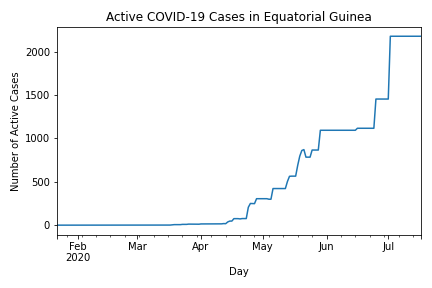 Active COVID-19 Cases in Equatorial Guinea
Number of Active Cases
2000
1500
1000
500
0
Feb Mar Apr May Jun Jul
2020
Day